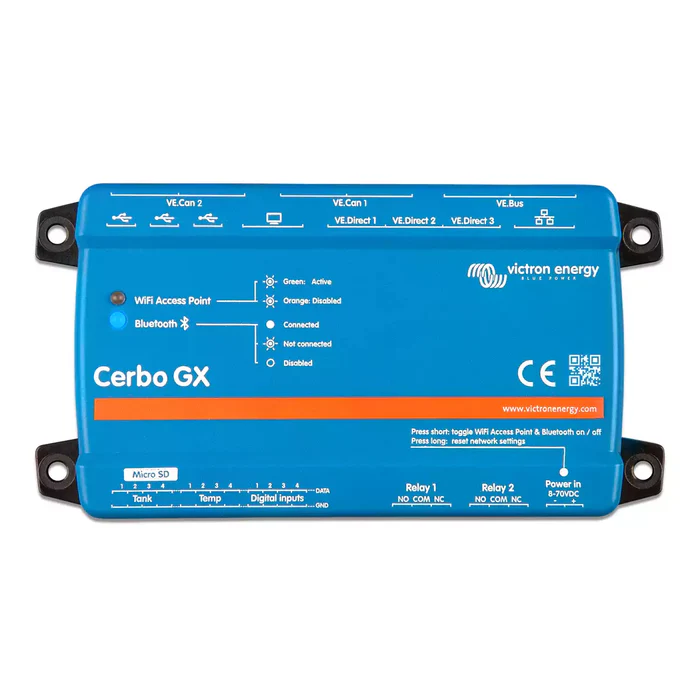 VE.Can 2 VE.Can 1 VE.Bus
VE.Direct 1 VE.Direct 2 VE.Direct 3
victron energy
BLUE POWER
Green: Active
WiFi Access Point Orange: Disabled
Bluetooth Connected
Not connected
Disabled
Cerbo GX
CE
www.victronenergy.com
Press short: toggle WiFi Access Point & Bluetooth on / off
Press long: reset network settings
Micro SD
1 2 3 4 1 2 3 4 1 2 3 4 DATA
Tank Temp Digital inputs
GND
Relay 1 Relay 2 Power in
NO COM NC NO COM NC 8-70VDC
- +